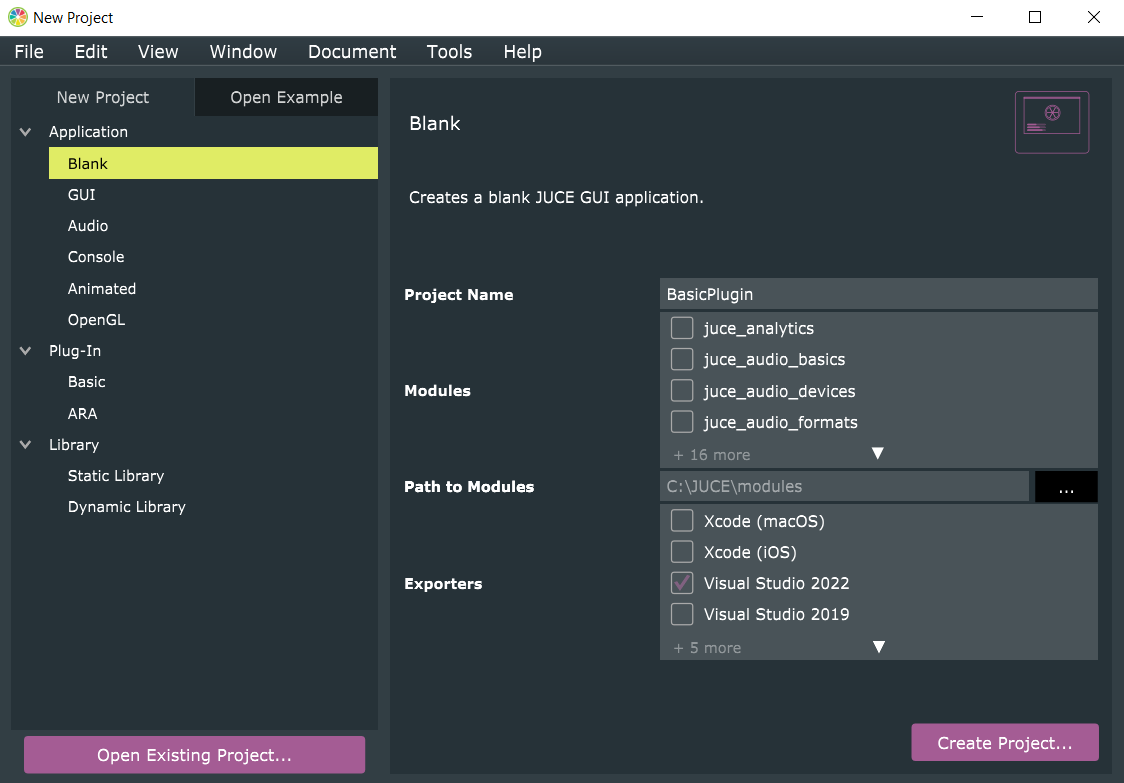 New Project
File Edit View Window Document Tools Help
New Project Open Example
Application
Blank
GUI
Audio
Console
Animated
OpenGL
Plug-In
Basic
ARA
Library
Static Library
Dynamic Library
Open Existing Project...
Blank
Creates a blank JUCE GUI application.
Project Name BasicPlugin
Modules
juce_analytics
juce_audio_basics
juce_audio_devices
juce_audio_formats
+ 16 more
Path to Modules C:\JUCE\modules ...
Exporters
Xcode (macOS)
Xcode (iOS)
Visual Studio 2022
Visual Studio 2019
+ 5 more
Create Project...